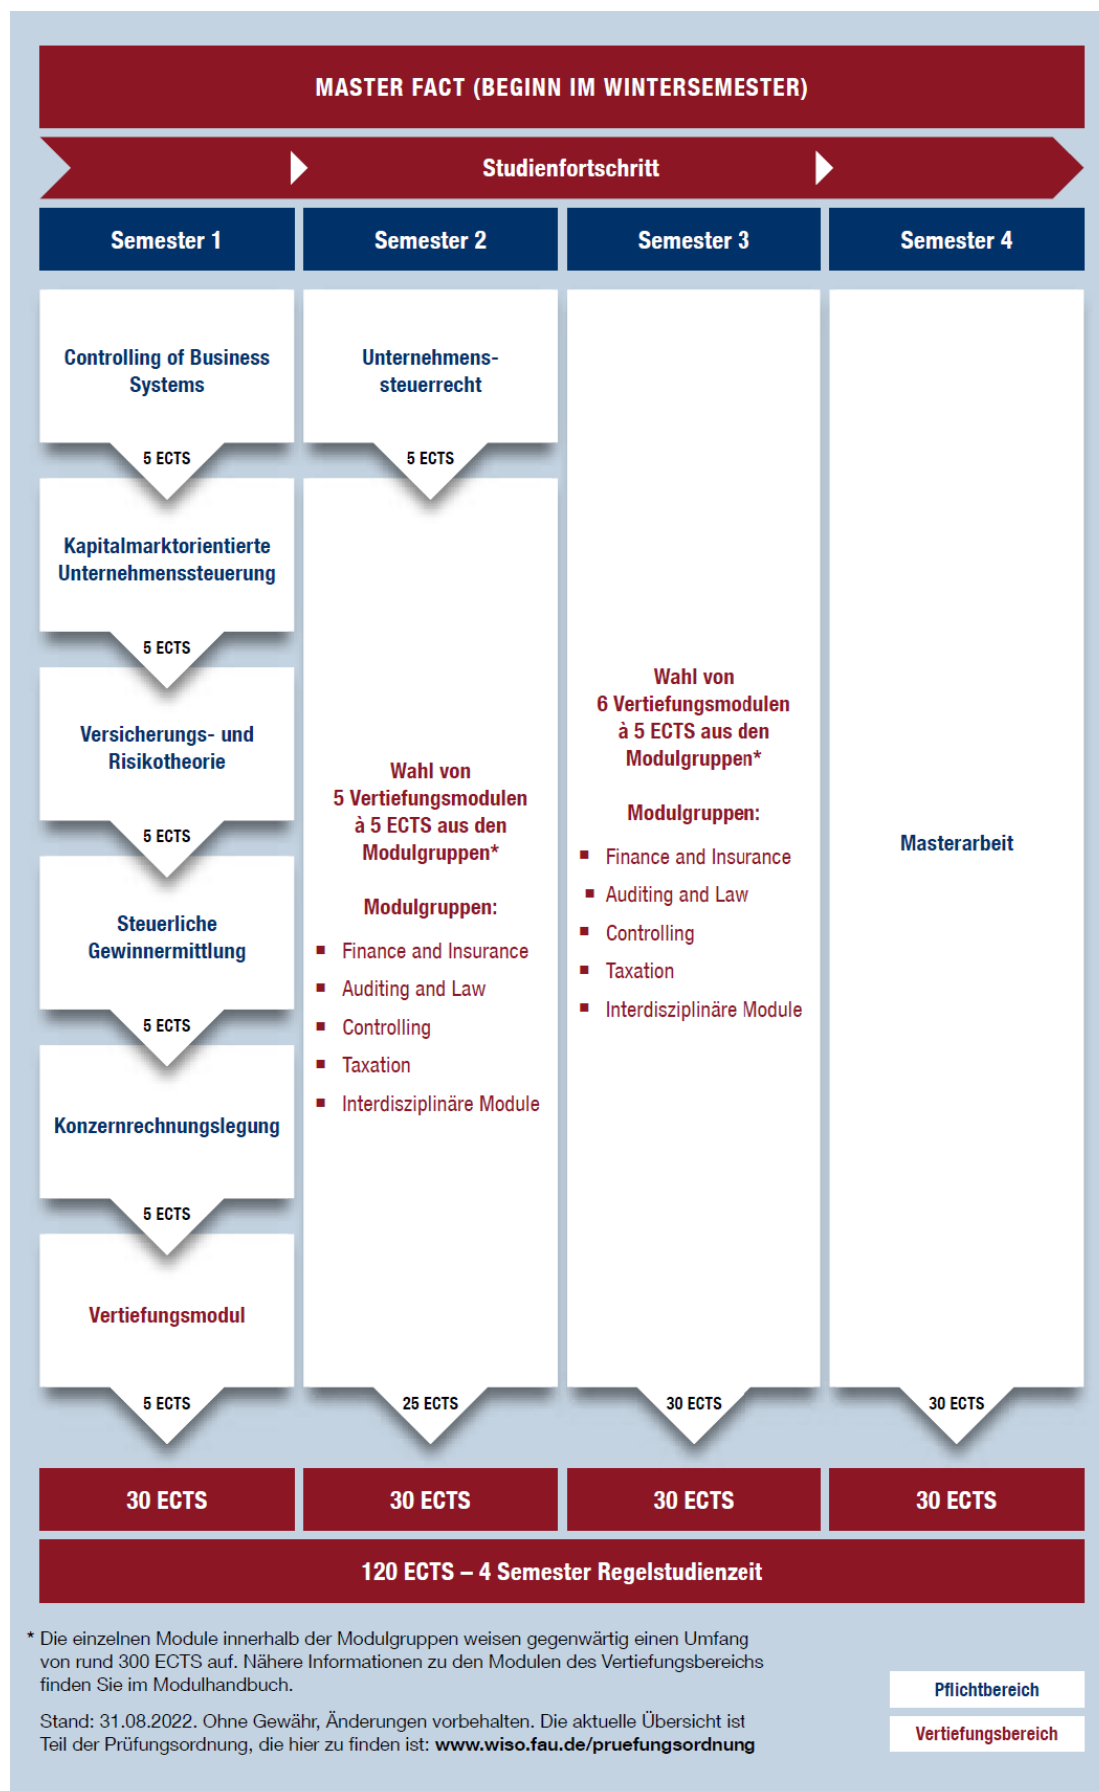 MASTER FACT (BEGINN IM WINTERSEMESTER)
Studienfortschritt
Semester 1
Controlling of Business
Systems
5 ECTS
Kapitalmarktorientierte
Unternehmenssteuerung
5 ECTS
Versicherungs- und
Risikotheorie
5 ECTS
Steuerliche
Gewinnermittlung
5 ECTS
Konzernrechnungslegung
5 ECTS
Vertiefungsmodul
5 ECTS
30 ECTS
Semester 2
Unternehmens-
steuerrecht
5 ECTS
Wahl von
5 Vertiefungsmodulen
à 5 ECTS aus den
Modulgruppen*
Modulgruppen:
▪ Finance and Insurance
▪ Auditing and Law
▪ Controlling
▪ Taxation
▪ Interdisziplinäre Module
25 ECTS
30 ECTS
Semester 3
Wahl von
6 Vertiefungsmodulen
à 5 ECTS aus den
Modulgruppen*
Modulgruppen:
▪ Finance and Insurance
▪ Auditing and Law
▪ Controlling
▪ Taxation
▪ Interdisziplinäre Module
30 ECTS
30 ECTS
Semester 4
Masterarbeit
30 ECTS
30 ECTS
120 ECTS – 4 Semester Regelstudienzeit
* Die einzelnen Module innerhalb der Modulgruppen weisen gegenwärtig einen Umfang
von rund 300 ECTS auf. Nähere Informationen zu den Modulen des Vertiefungsbereichs
finden Sie im Modulhandbuch.
Stand: 31.08.2022. Ohne Gewähr, Änderungen vorbehalten. Die aktuelle Übersicht ist
Teil der Prüfungsordnung, die hier zu finden ist: www.wiso.fau.de/pruefungsordnung
Pflichtbereich
Vertiefungsbereich